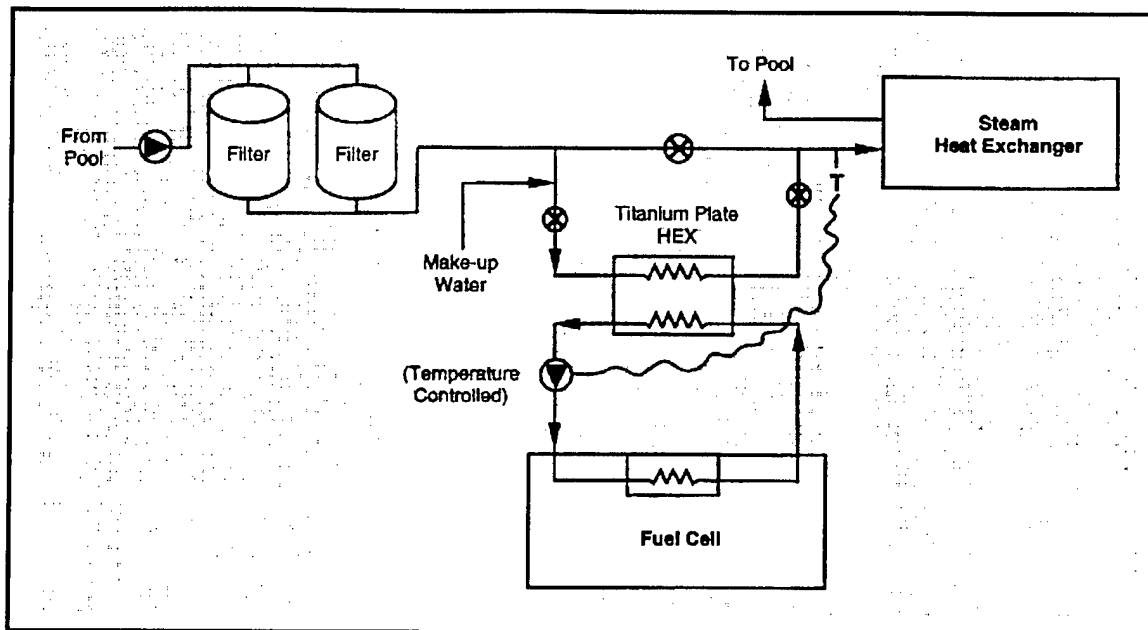 To Pool
Steam
Heat Exchanger
From
Pool
Filter
Filter
T
Titanium Plate
HEX
Make-up
Water
(Temperature
Controlled)
Fuel Cell